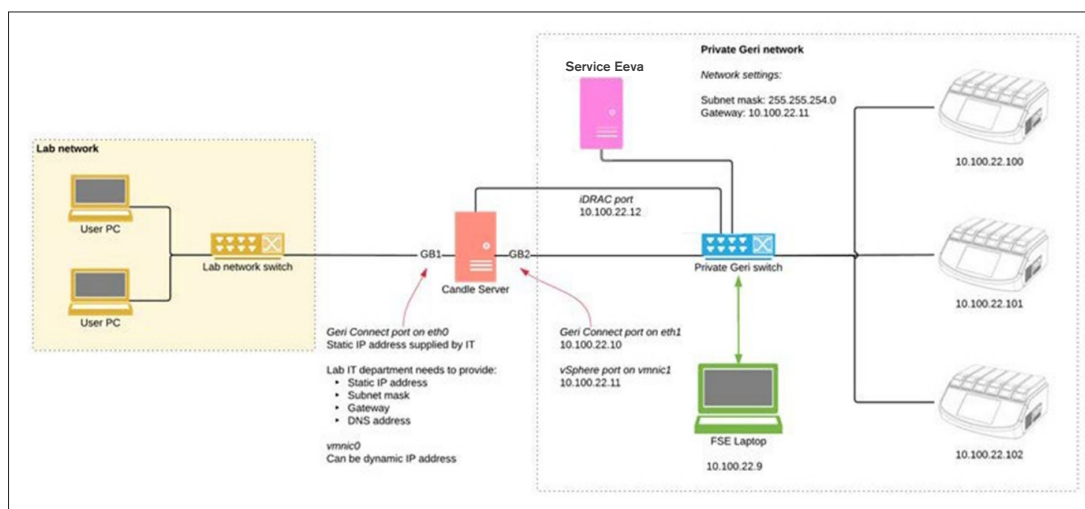 Private Geri network
Network settings:
Subnet mask: 255.255.254.0
Gateway: 10.100.22.11
Service Eeva
Lab network
User PC
User PC
Lab network switch
GB1
Candle Server
GB2
iDRAC port
10.100.22.12
Private Geri switch
10.100.22.100
10.100.22.101
10.100.22.102
Geri Connect port on eth0
Static IP address supplied by IT
Lab IT department needs to provide:
• Static IP address
• Subnet mask
• Gateway
• DNS address
vmnic0
Can be dynamic IP address
Geri Connect port on eth1
10.100.22.10
vSphere port on vmnic1
10.100.22.11
FSE Laptop
10.100.22.9